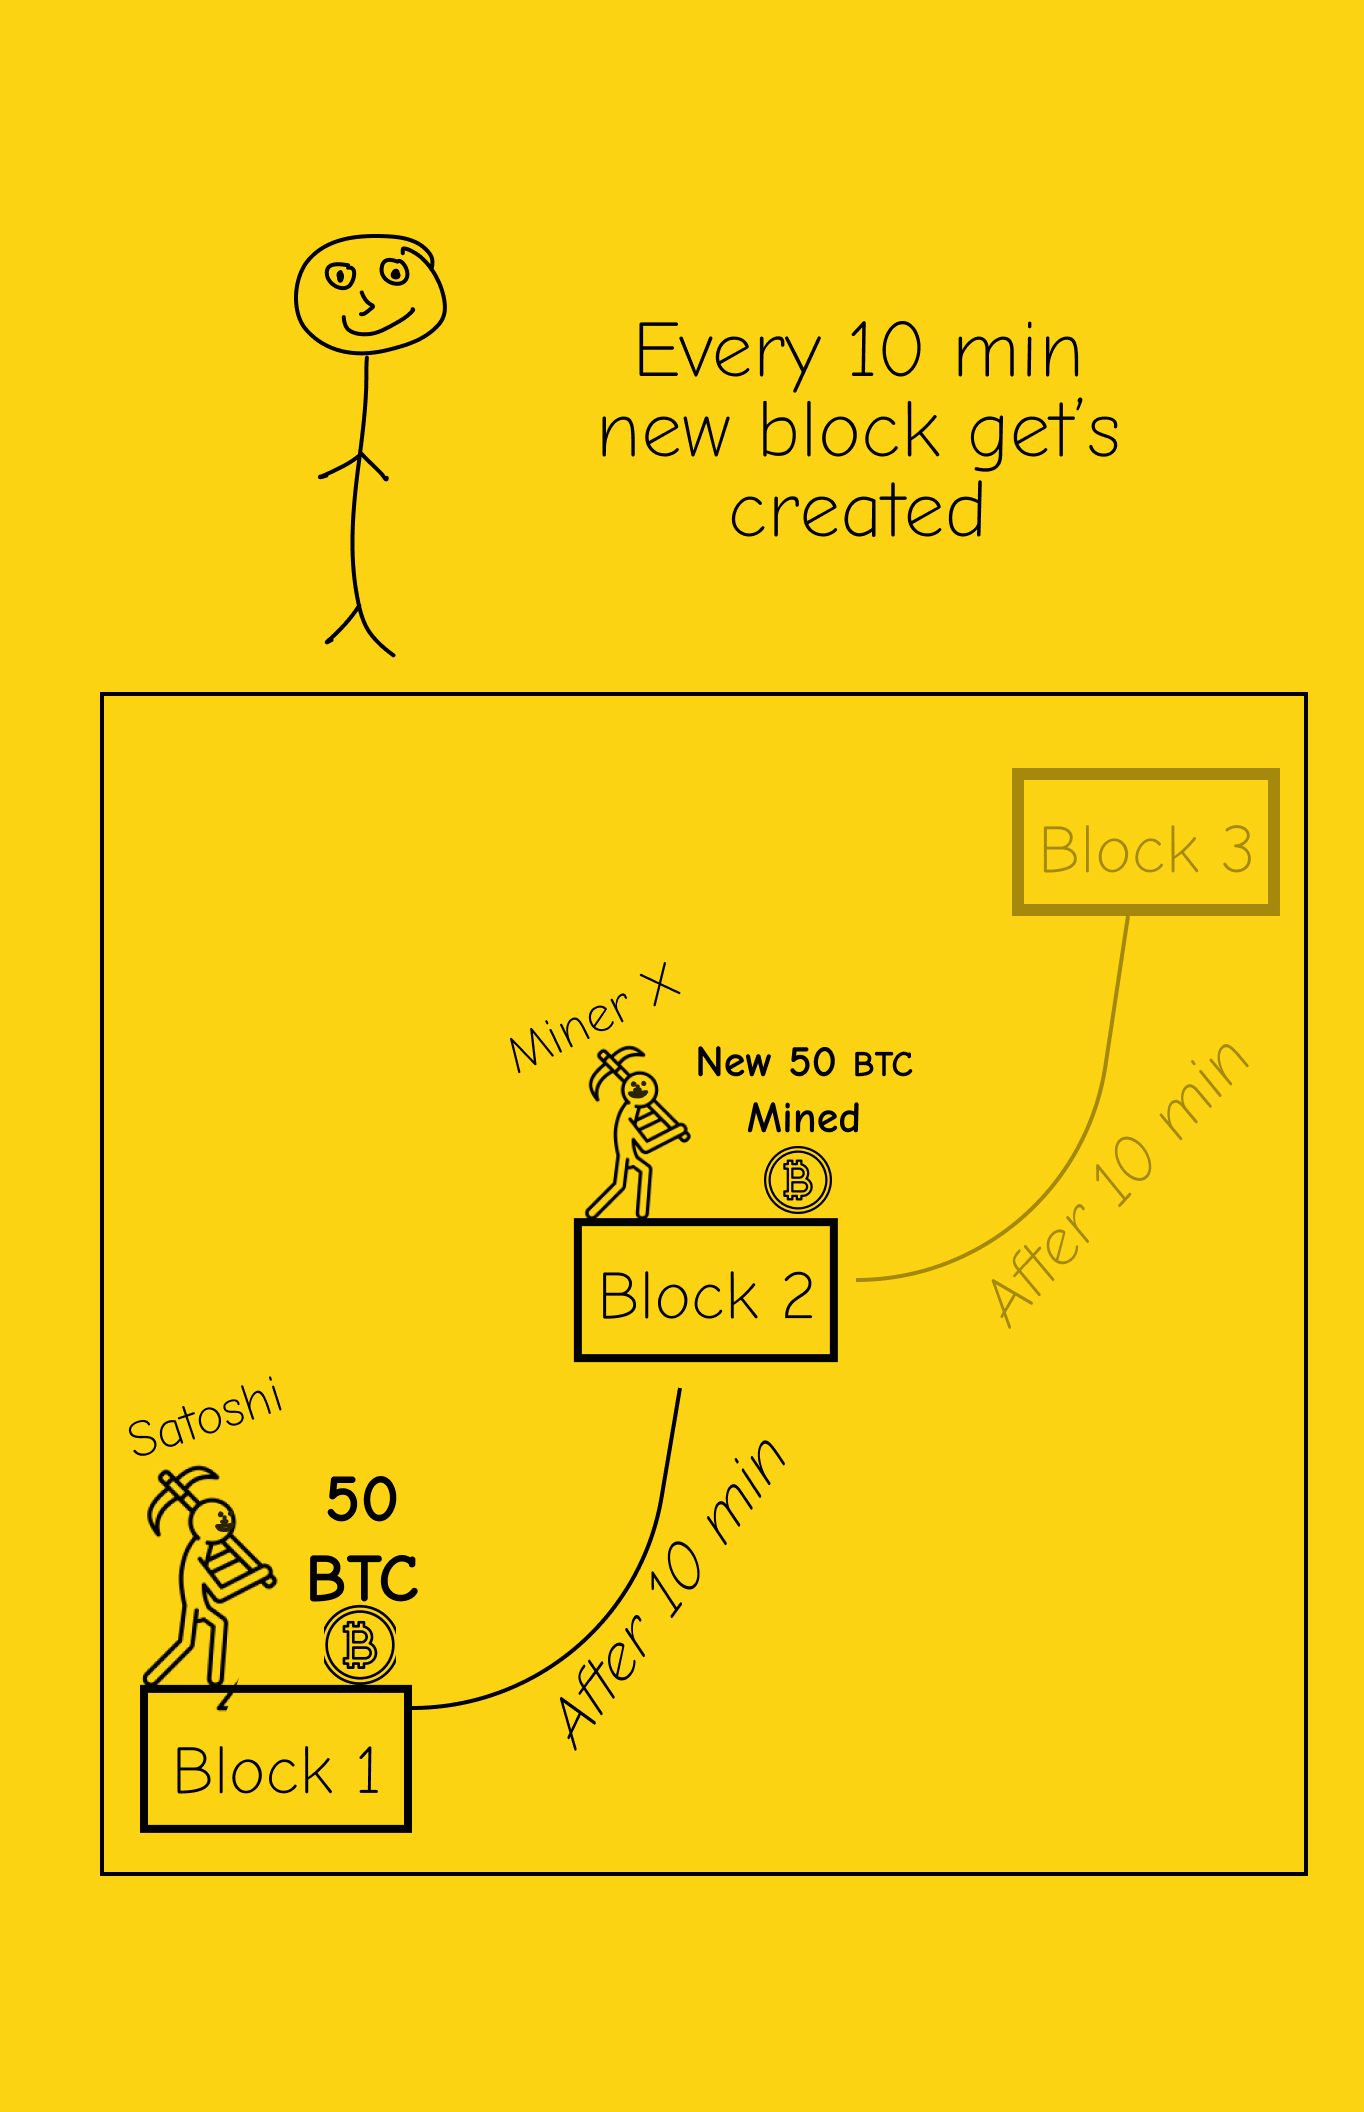 Every 10 min
new block get's
created
Block 3
Miner X
New 50 BTC
Mined
After 10 min
Block 2
Satoshi
50
BTC
After 10 min
Block 1